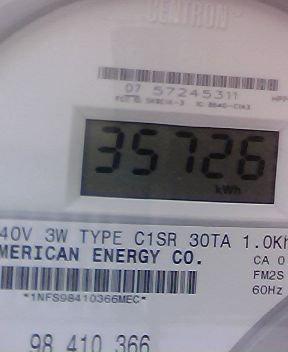 CENTRON
07 57245311
35726
kWh
40V 3W TYPE C1SR 30TA 1.0Kh
MERICAN ENERGY CO.
CA 0
FM2S
60Hz
*1NFS98410366MEC*
98 410 366